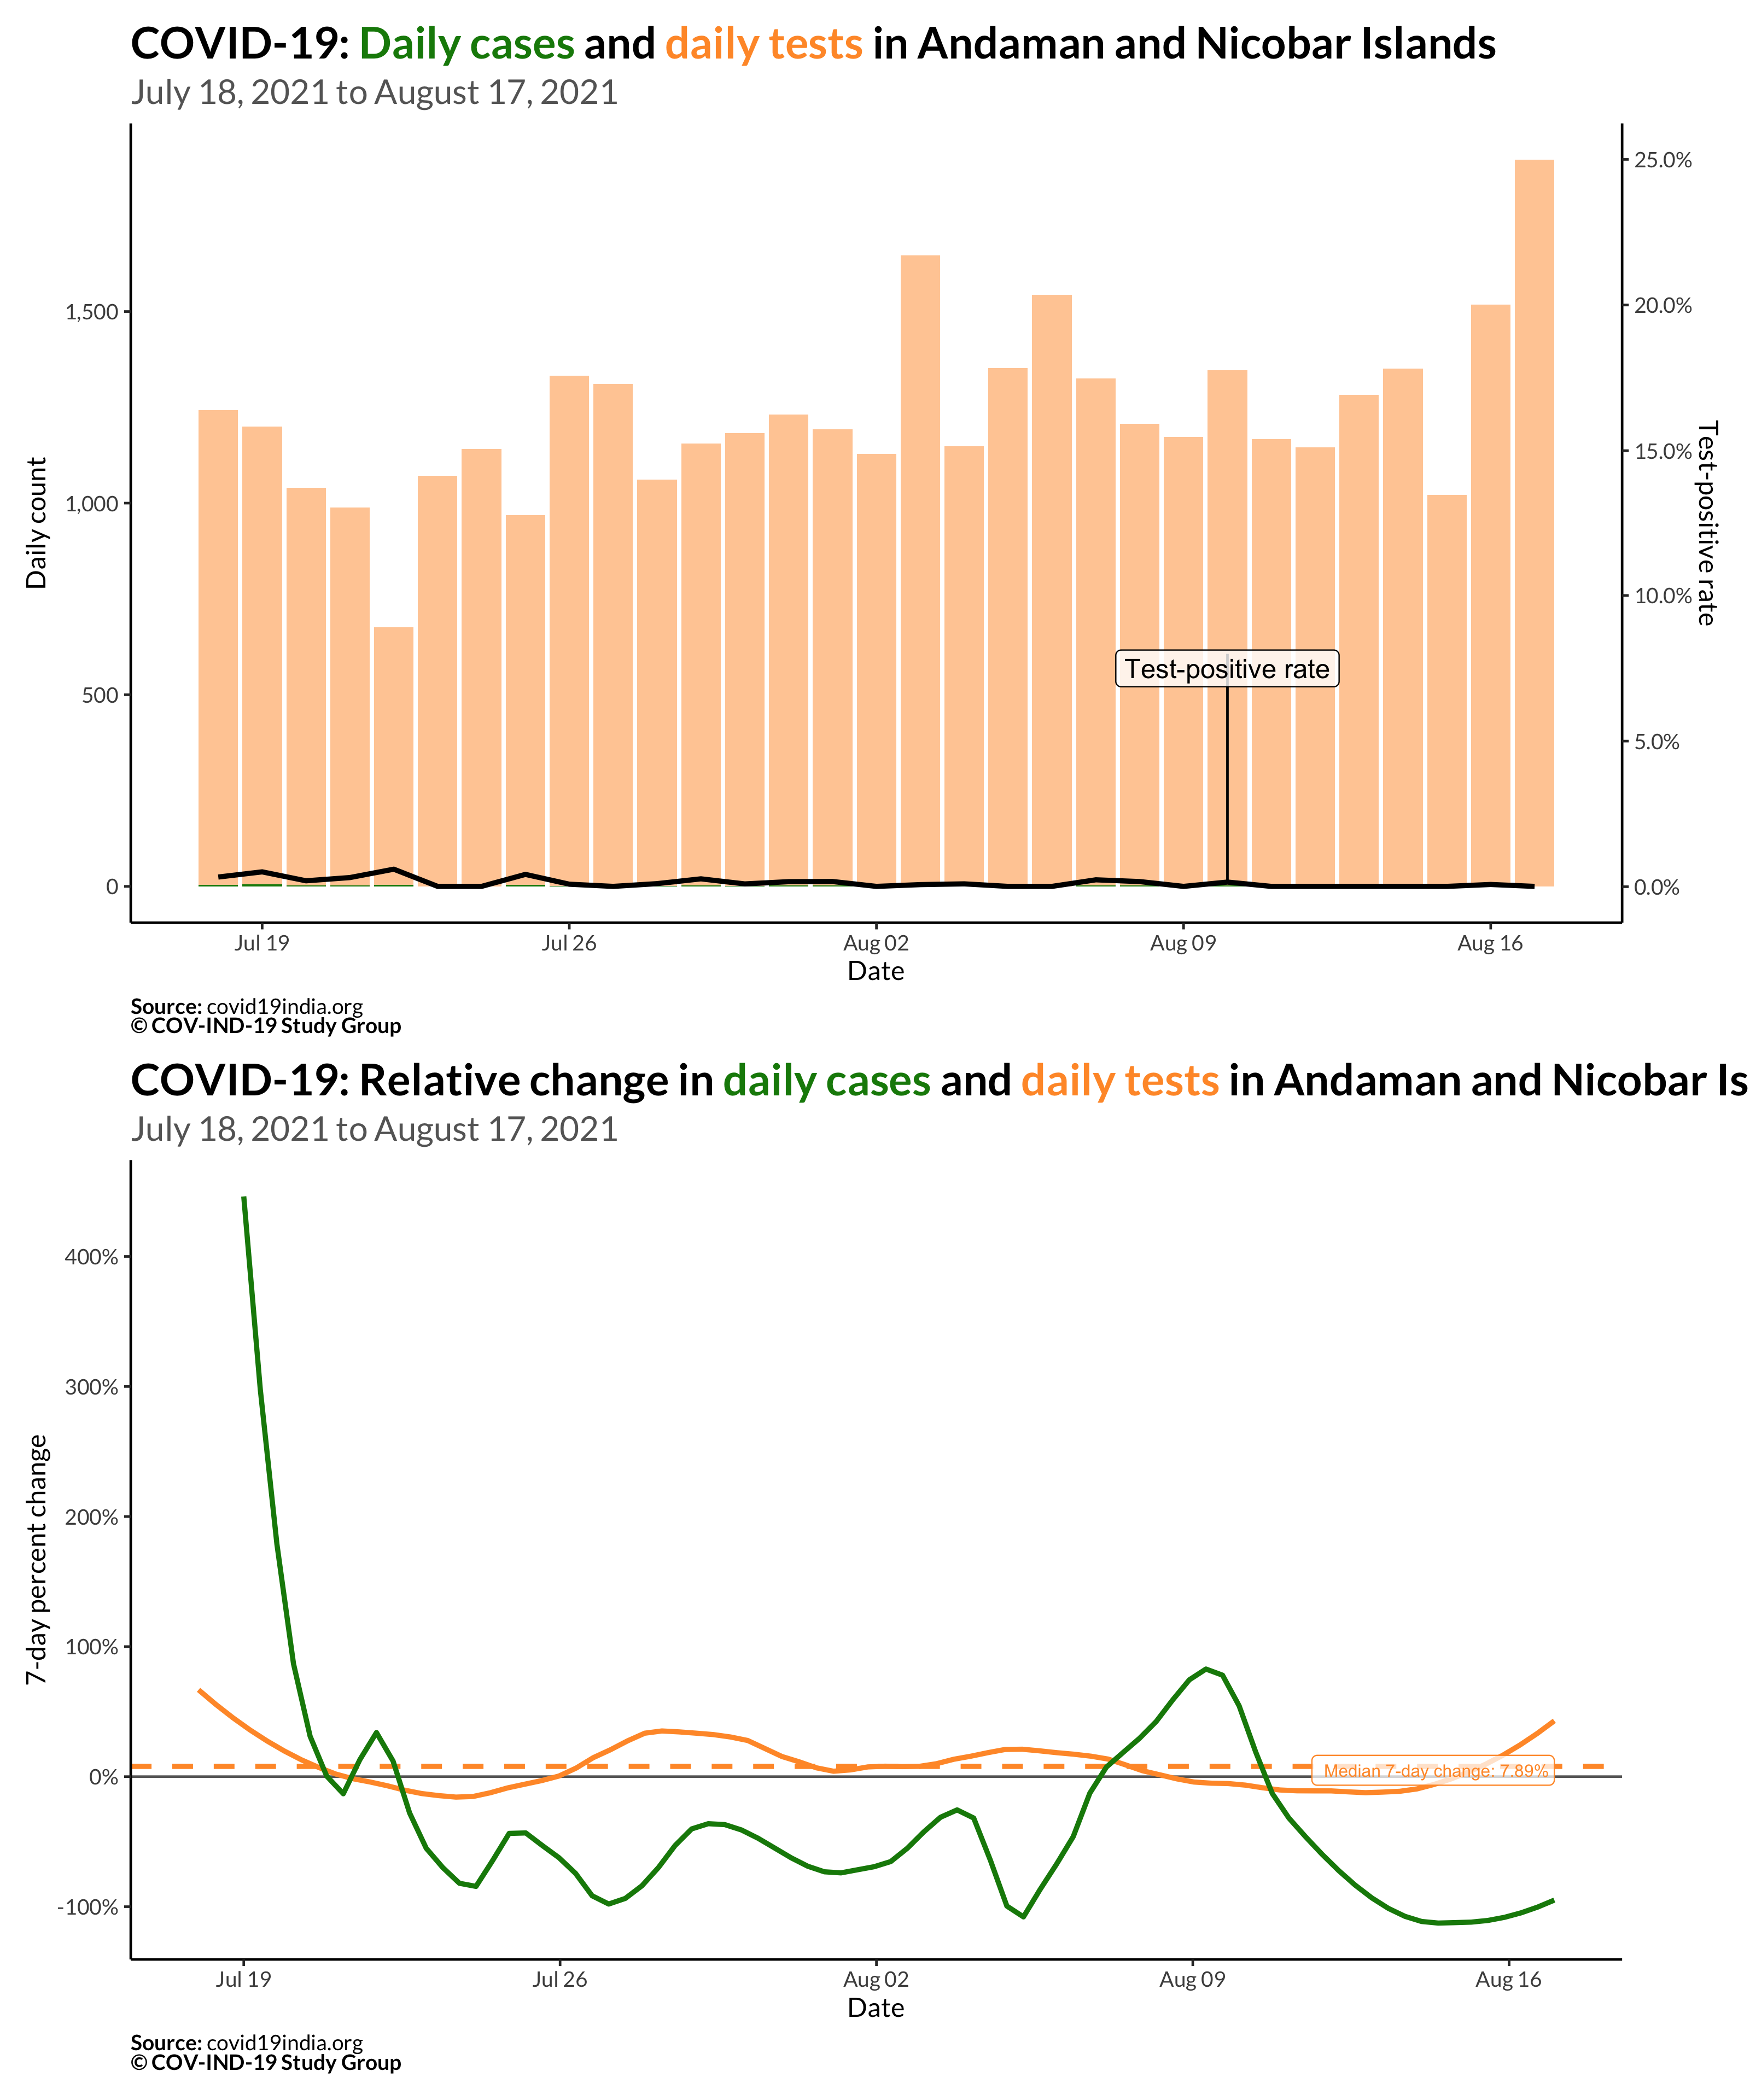 COVID-19: Daily cases and daily tests in Andaman and Nicobar Islands
July 18, 2021 to August 17, 2021
Daily count
1,500
1,000
500
0
25.0%
20.0%
15.0%
10.0%
5.0%
0.0%
Test-positive rate
Test-positive rate
Jul 19
Jul 26
Aug 02
Aug 09
Aug 16
Date
Source: covid19india.org
© COV-IND-19 Study Group
COVID-19: Relative change in daily cases and daily tests in Andaman and Nicobar Is
July 18, 2021 to August 17, 2021
7-day percent change
400%
300%
200%
100%
0%
-100%
Median 7-day change: 7.89%
Jul 19
Jul 26
Aug 02
Aug 09
Aug 16
Date
Source: covid19india.org
© COV-IND-19 Study Group